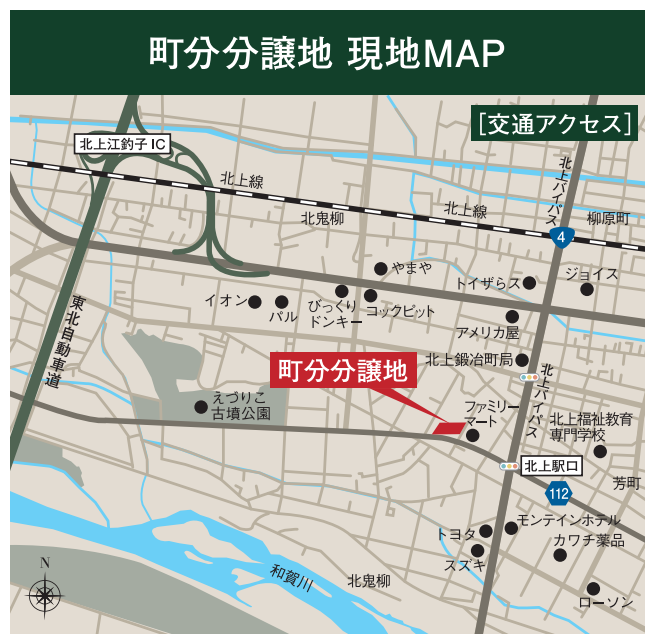 町分分譲地 現地MAP
[交通アクセス]
北上江釣子IC
北上線
北鬼柳
北上線
北上バイパス
柳原町
4
やまや
トイザらス
ジョイス
イオン
パル
びっくり
ドンキー
コックピット
アメリカ屋
東北自動車道
北上鍛冶町局
町分分譲地
えづりこ
古墳公園
ファミリー
マート
北上バイパス
北上福祉教育
専門学校
北上駅口
芳町
112
モンテインホテル
トヨタ
カワチ薬品
スズキ
和賀川
北鬼柳
ローソン
N